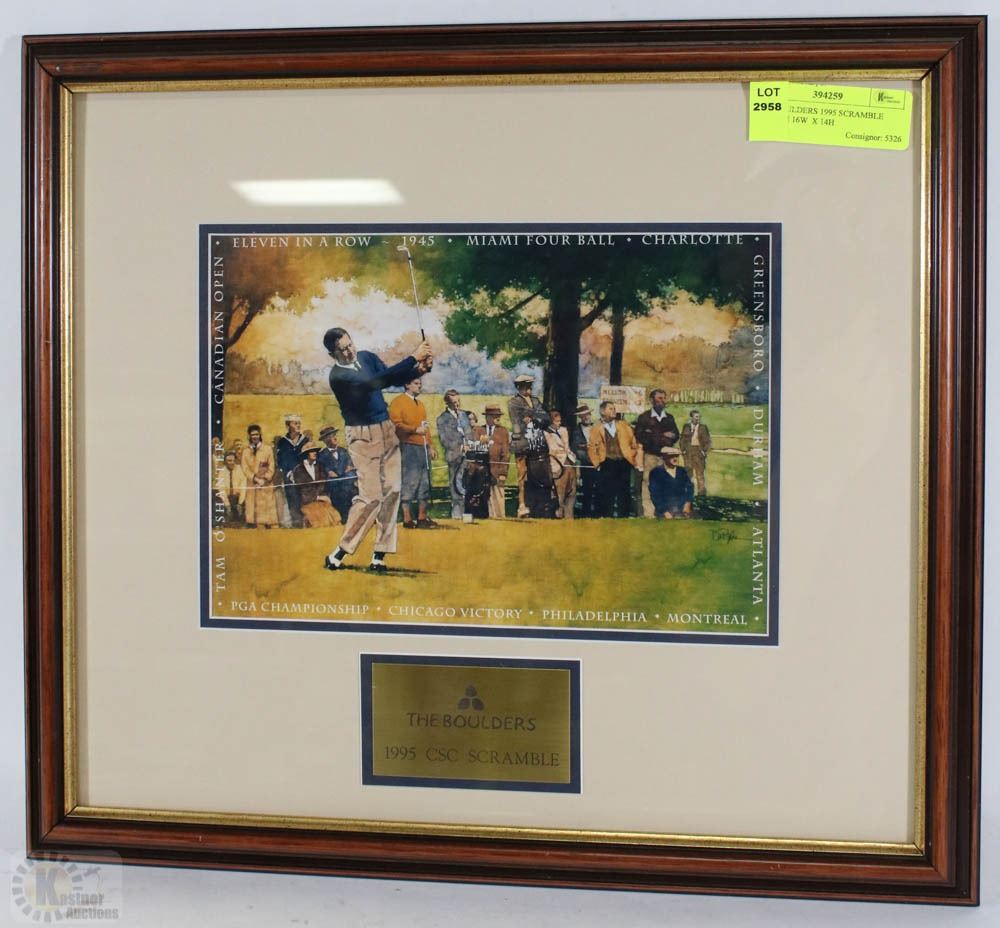 LOT
2958
394259
1995 SCRAMBLE
16W X 14H
Consignor: 5326
• ELEVEN IN A ROW ~ 1945 • MIAMI FOUR BALL • CHARLOTTE •
GREENSBORO • DURHAM • ATLANTA
• PGA CHAMPIONSHIP • CHICAGO VICTORY • PHILADELPHIA • MONTREAL •
• TAM O'SHANTER • CANADIAN OPEN •
THE BOULDERS
1995 CSC SCRAMBLE
Kastner
Auctions